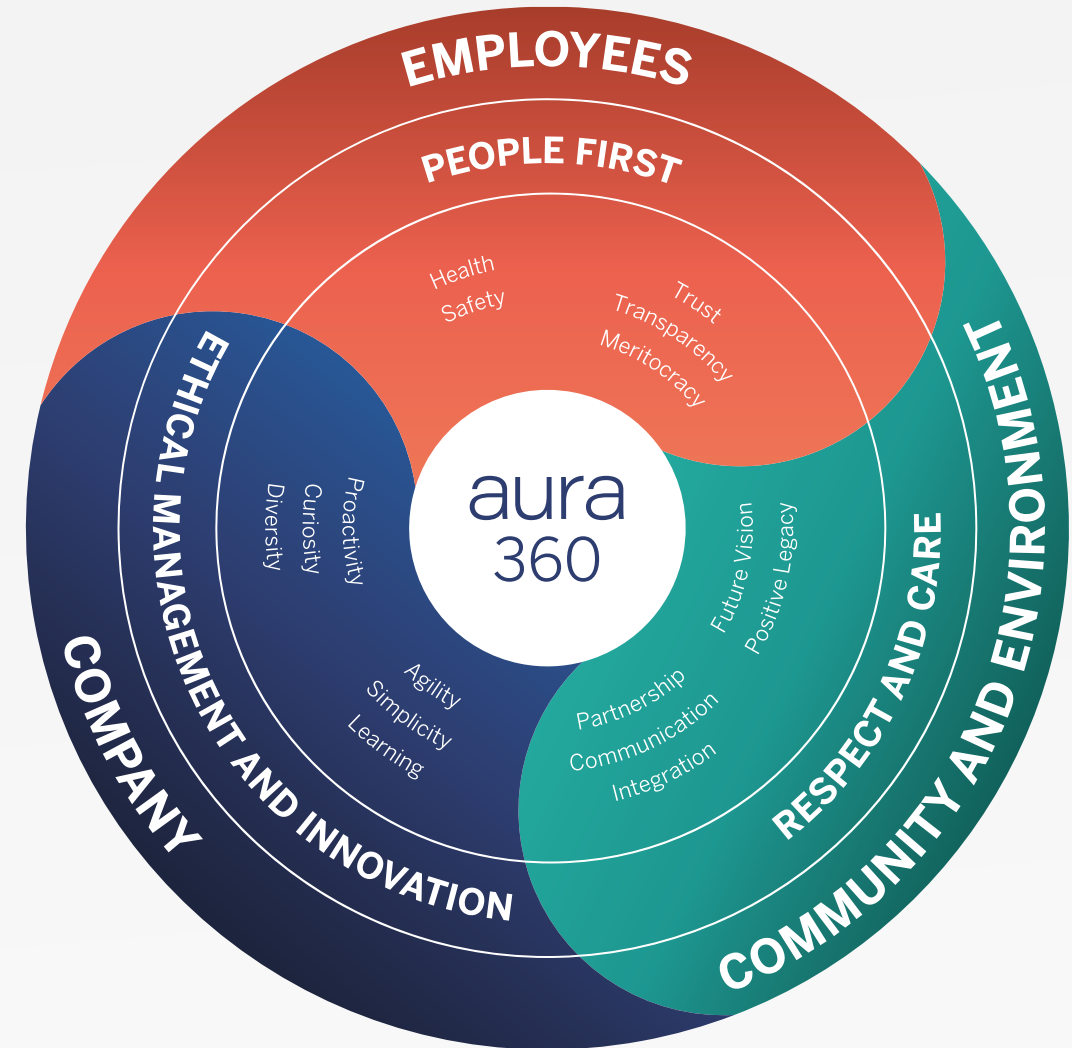 EMPLOYEES
PEOPLE FIRST
Health
Safety
Trust
Transparency
Meritocracy
COMMUNITY AND ENVIRONMENT
RESPECT AND CARE
Future Vision
Positive Legacy
Partnership
Communication
Integration
COMPANY
ETHICAL MANAGEMENT AND INNOVATION
Proactivity
Curiosity
Diversity
Agility
Simplicity
Learning
aura
360